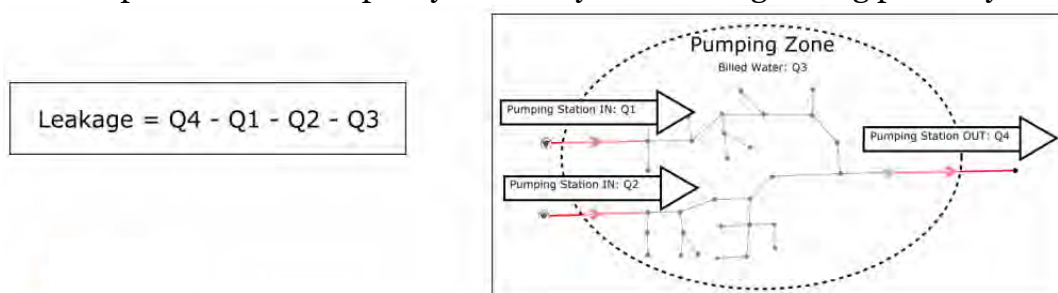 Pumping Zone
Billed Water: Q3
Pumping Station IN: Q1
Leakage = Q4 - Q1 - Q2 - Q3
Pumping Station OUT: Q4
Pumping Station IN: Q2